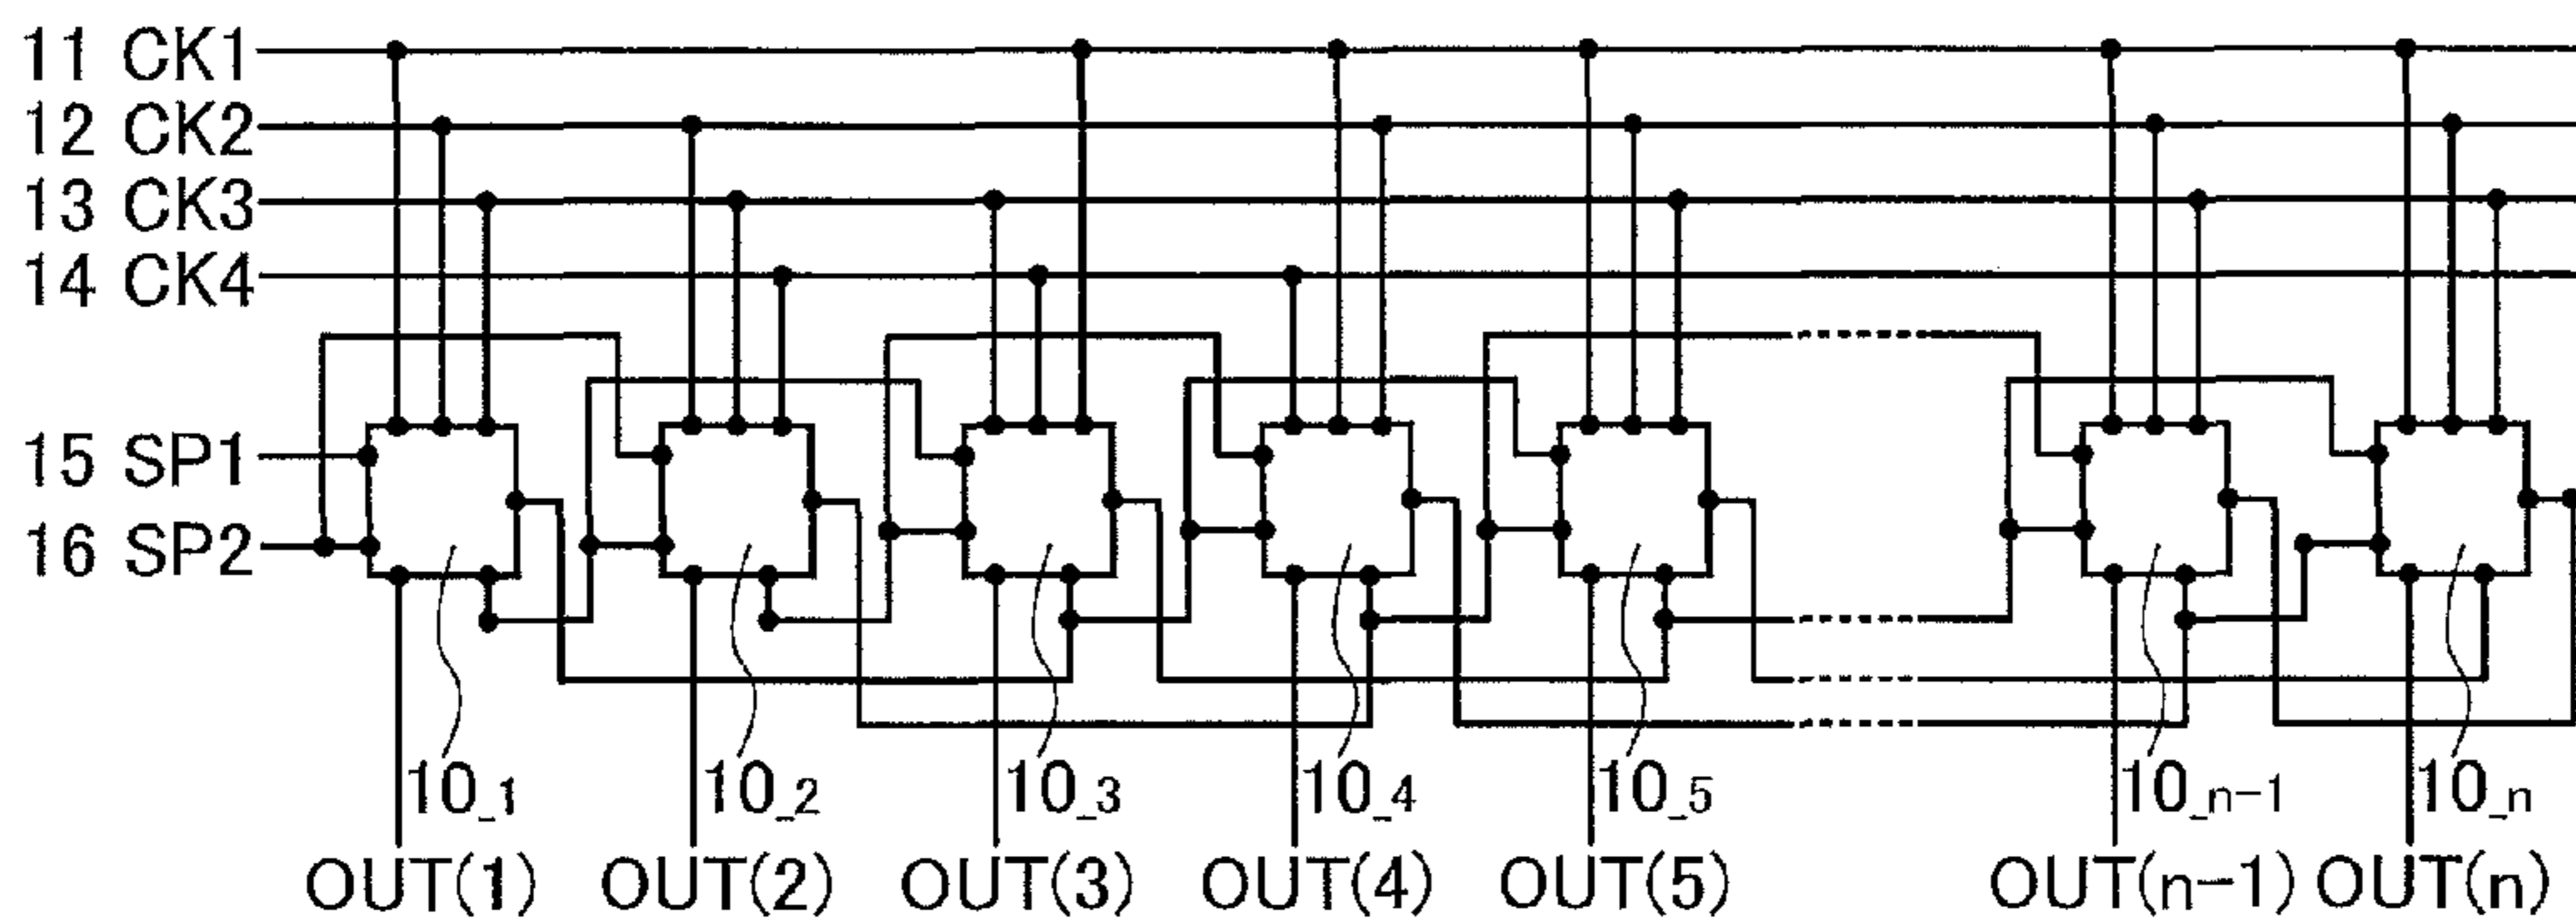 11 CK1
12 CK2
13 CK3
14 CK4
15 SP1
16 SP2
10_1 10_2 10_3 10_4 10_5 10_n-1 10_n
OUT(1) OUT(2) OUT(3) OUT(4) OUT(5) OUT(n-1) OUT(n)